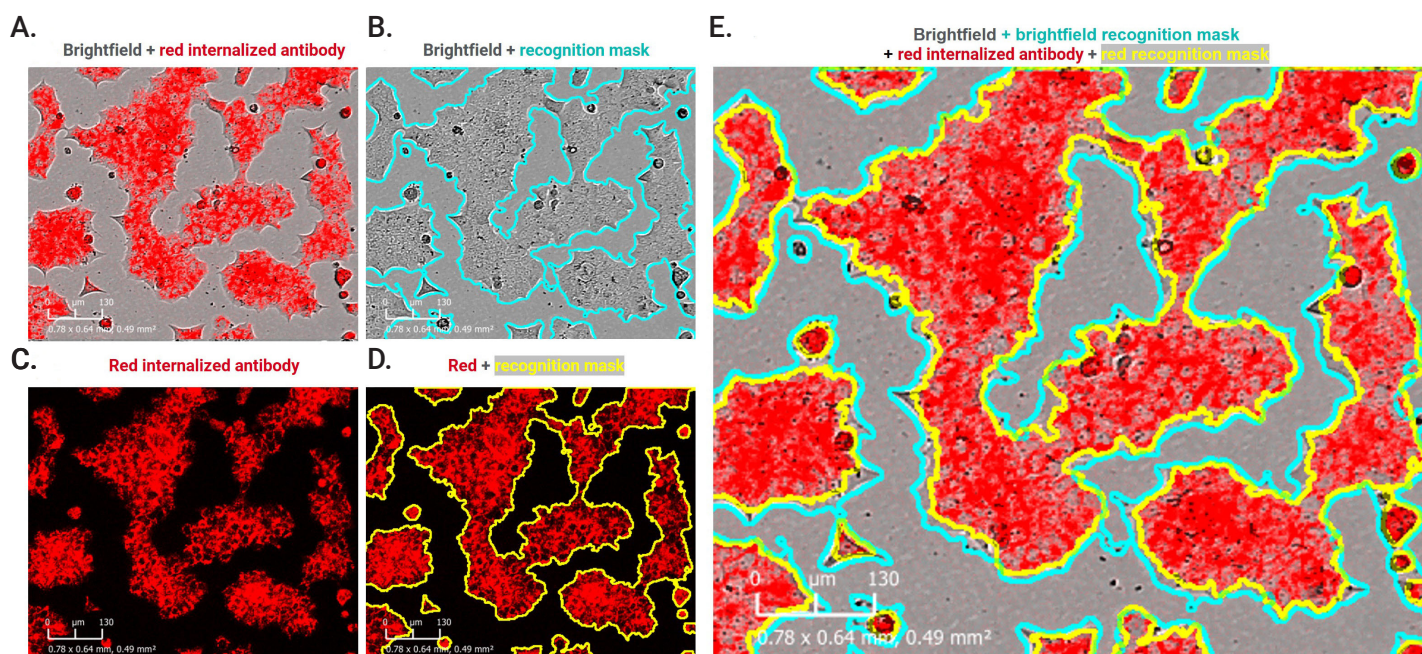 A.
Brightfield + red internalized antibody
0 µm 130
0.78 x 0.64 mm, 0.49 mm²
B.
Brightfield + recognition mask
0 µm 130
0.78 x 0.64 mm, 0.49 mm²
C.
Red internalized antibody
0 µm 130
0.78 x 0.64 mm, 0.49 mm²
D.
Red + recognition mask
0 µm 130
0.78 x 0.64 mm, 0.49 mm²
E.
Brightfield + brightfield recognition mask
+ red internalized antibody + red recognition mask
0 µm 130
0.78 x 0.64 mm, 0.49 mm²